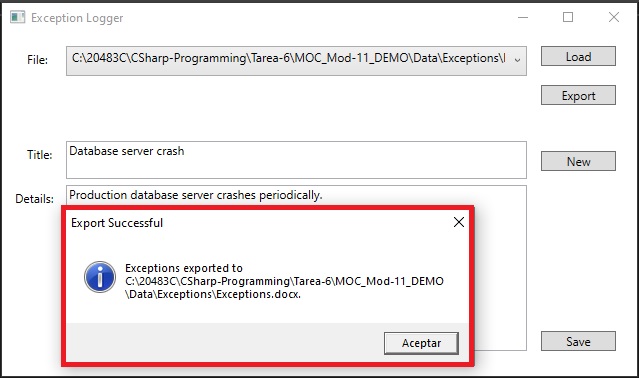 Exception Logger
File:
C:\20483C\CSharp-Programming\Tarea-6\MOC_Mod-11_DEMO\Data\Exceptions\
Load
Export
Title:
Database server crash
New
Details:
Production database server crashes periodically.
Export Successful
Exceptions exported to
C:\20483C\CSharp-Programming\Tarea-6\MOC_Mod-11_DEMO
\Data\Exceptions\Exceptions.docx.
Aceptar
Save